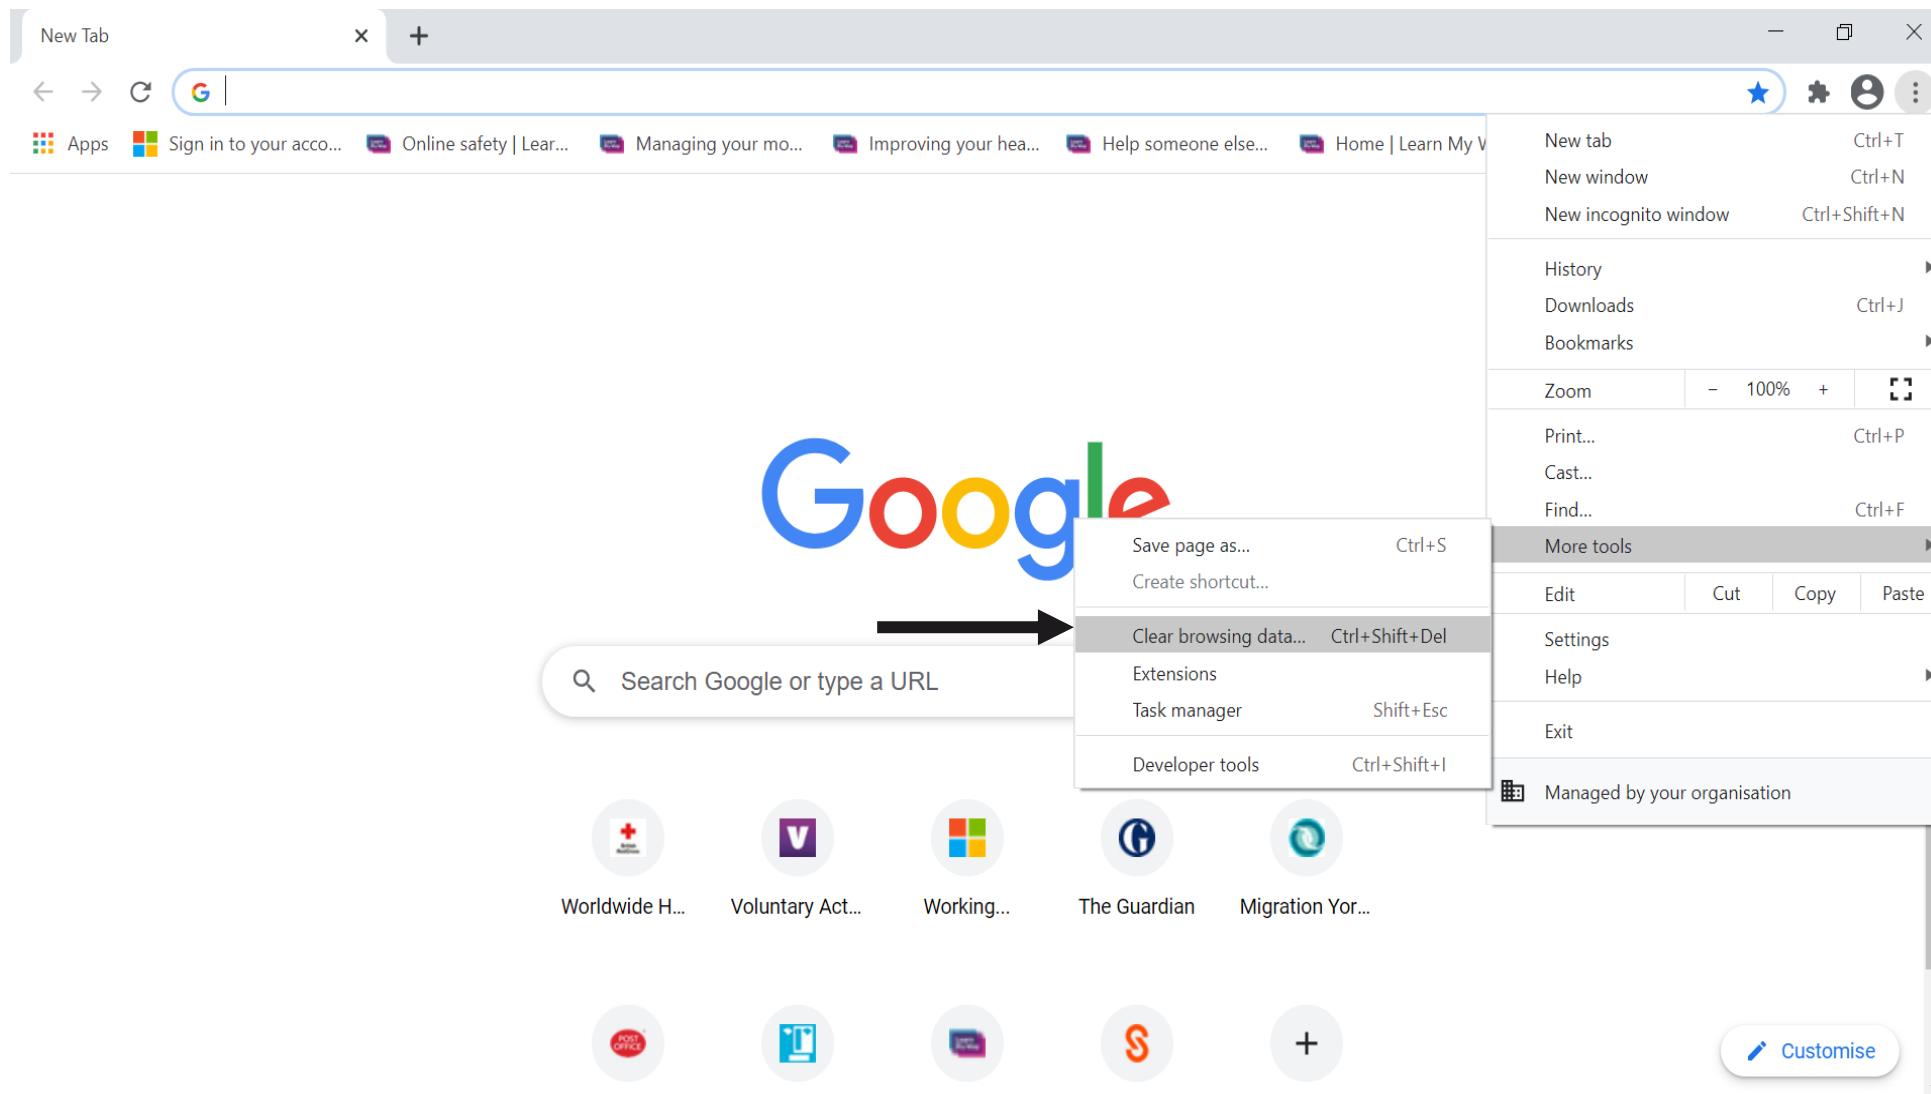 New Tab
Apps Sign in to your acco... Online safety | Lear... Managing your mo... Improving your hea... Help someone else... Home | Learn My W
New tab Ctrl+T
New window Ctrl+N
New incognito window Ctrl+Shift+N
History
Downloads Ctrl+J
Bookmarks
Zoom - 100% +
Print... Ctrl+P
Cast...
Find... Ctrl+F
More tools
Edit Cut Copy Paste
Settings
Help
Exit
Managed by your organisation
Google
Save page as... Ctrl+S
Create shortcut...
Clear browsing data... Ctrl+Shift+Del
Extensions
Task manager Shift+Esc
Developer tools Ctrl+Shift+I
Search Google or type a URL
Worldwide H... Voluntary Act... Working... The Guardian Migration Yor...
POST
OFFICE
Customise